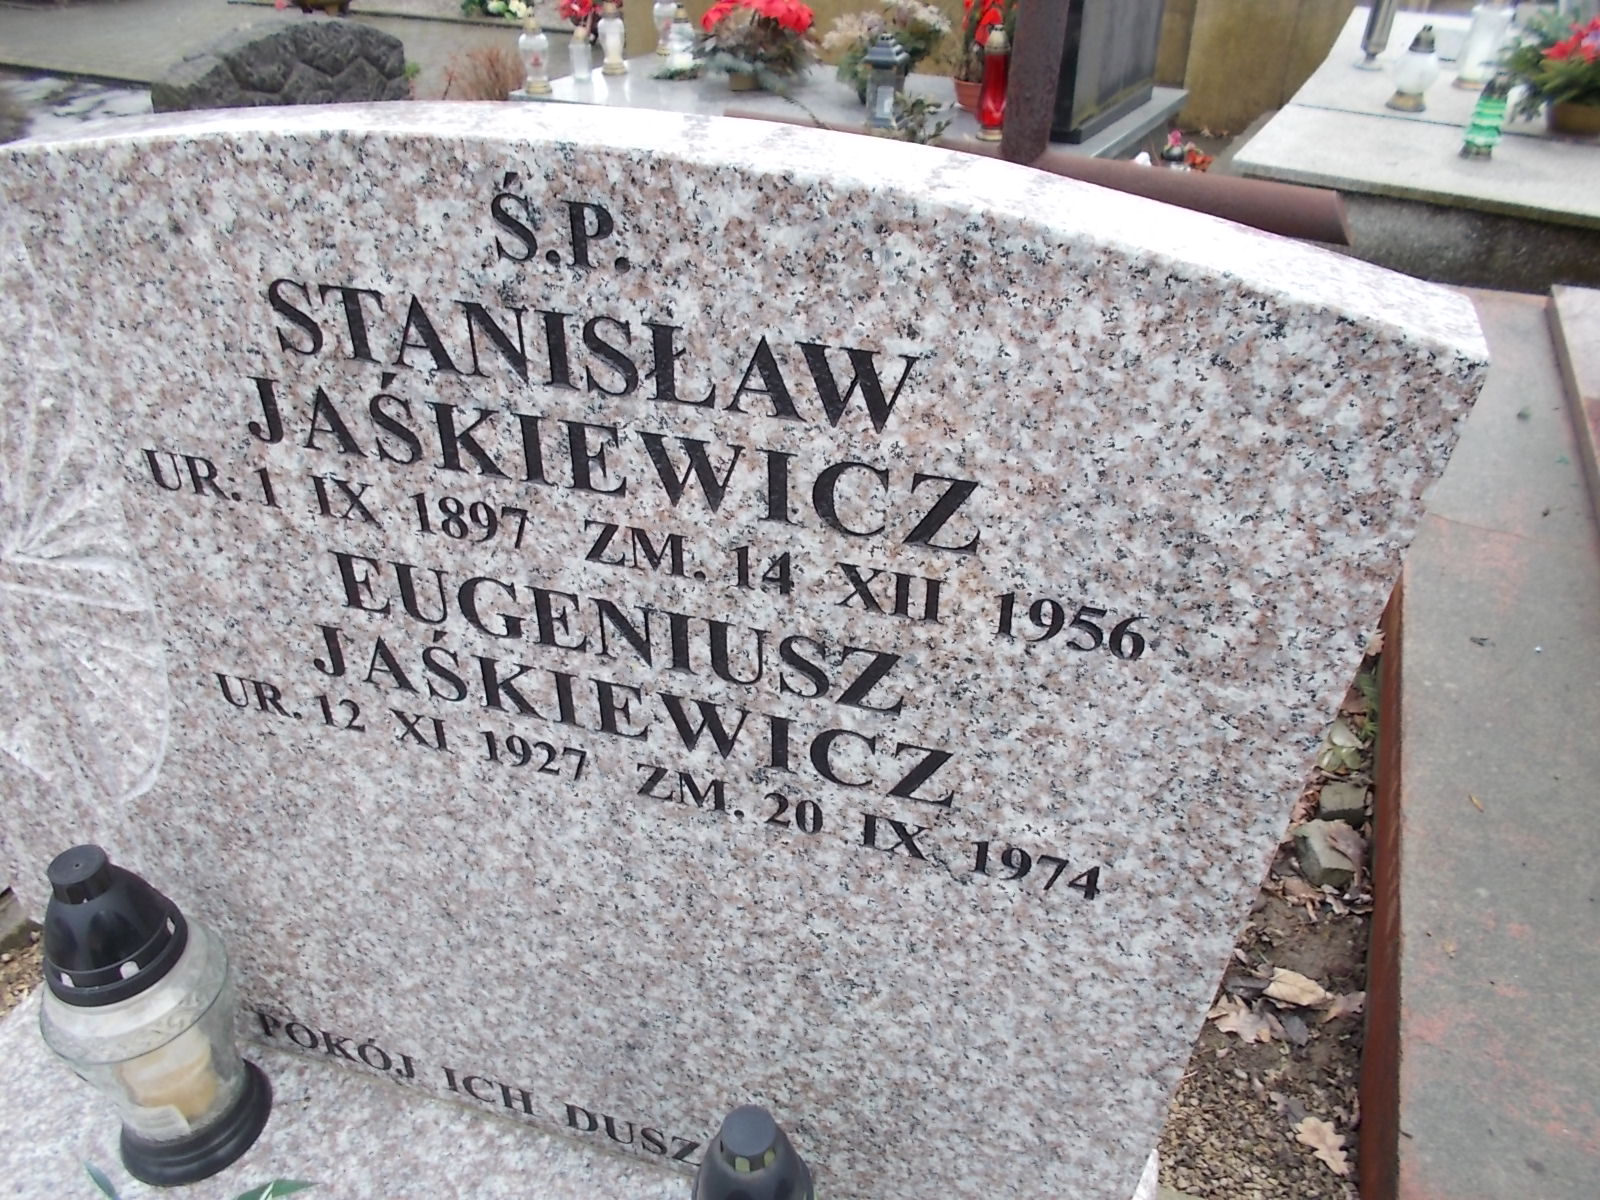 Ś.P.
STANISŁAW
JAŚKIEWICZ
UR. 1 IX 1897 ZM. 14 XII 1956
EUGENIUSZ
JAŚKIEWICZ
UR. 12 XI 1927 ZM. 20 IX 1974
POKÓJ ICH